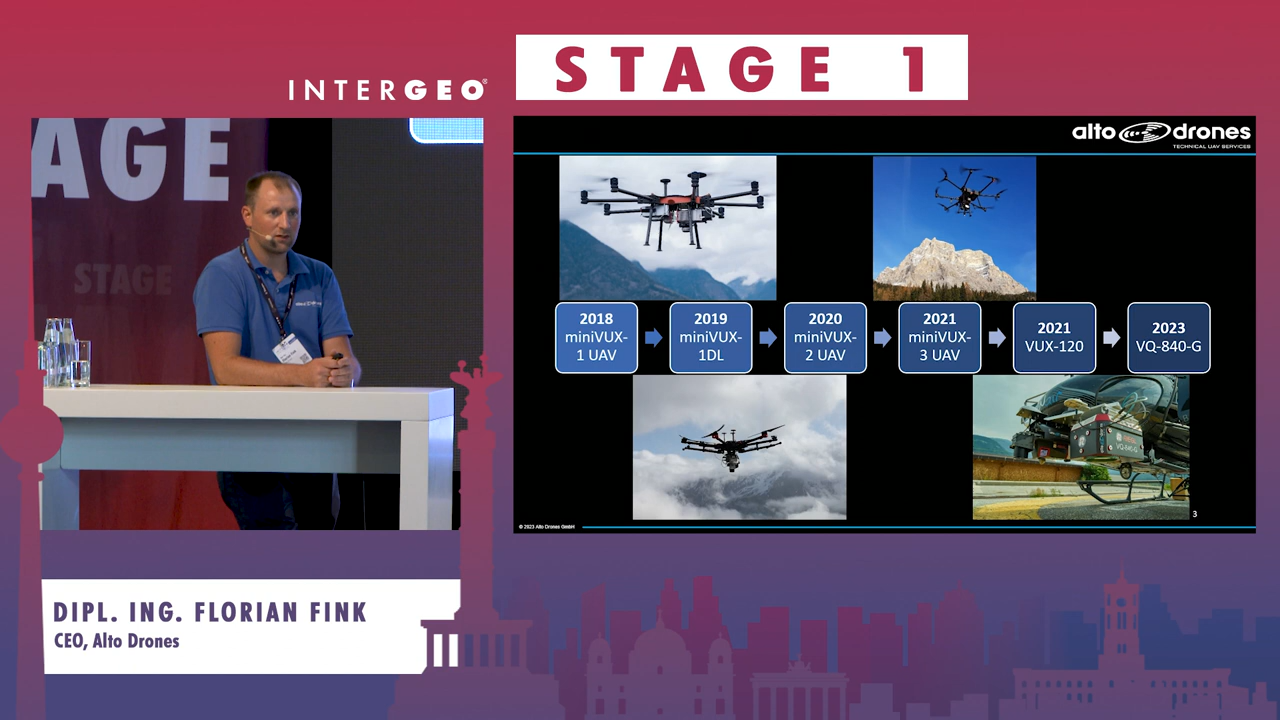 INTERGEO®
STAGE 1
AGE
STAGE
alto drones
TECHNICAL UAV SERVICES
2018
miniVUX-
1 UAV
2019
miniVUX-
1DL
2020
miniVUX-
2 UAV
2021
miniVUX-
3 UAV
2021
VUX-120
2023
VQ-840-G
VQ-840-G
3
© 2023 Alto Drones GmbH
DIPL. ING. FLORIAN FINK
CEO, Alto Drones